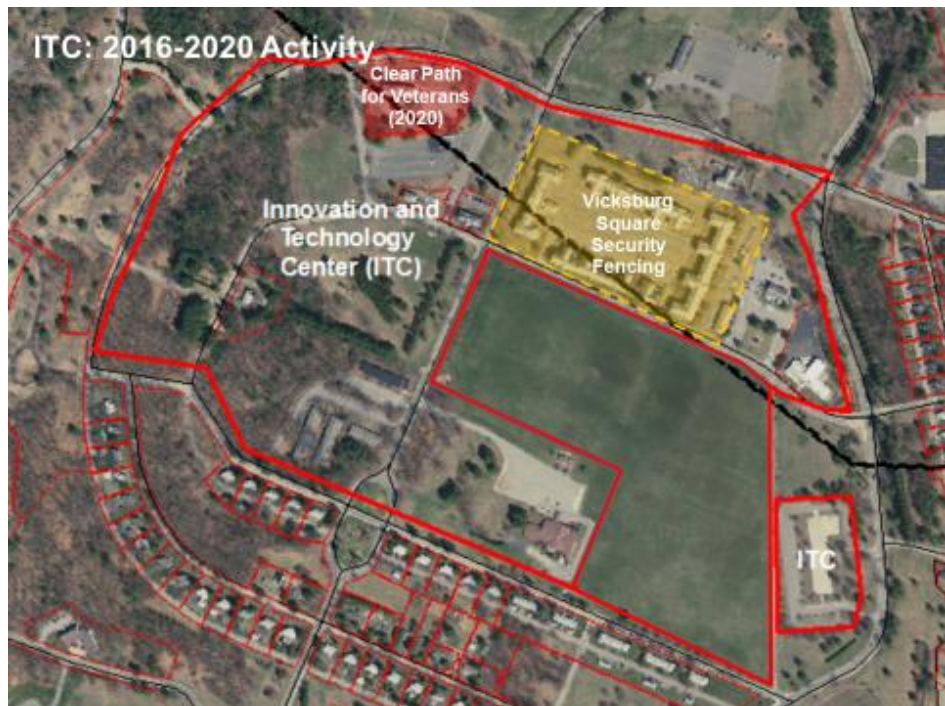 ITC: 2016-2020 Activity
Clear Path
for Veterans
(2020)
Innovation and
Technology
Center (ITC)
Vicksburg
Square
Security
Fencing
ITC